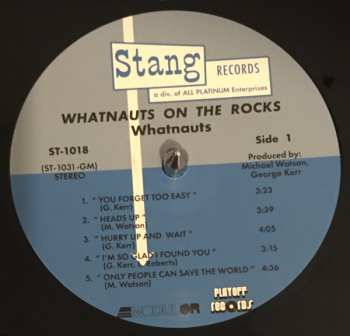 Stang
RECORDS
a div. of ALL PLATINUM Enterprises
WHATNAUTS ON THE ROCKS
Whatnauts
ST-1018
Side 1
(ST-1031-GM)
STEREO
Produced by:
Michael Watson,
George Kerr
1. " YOU FORGET TOO EASY " 3:23
(G. Kerr)
2. " HEADS UP " 3:39
(M. Watson)
3. " HURRY UP AND WAIT " 4:05
(G. Kerr)
4. " I'M SO GLAD I FOUND YOU " 3:15
(G. Kerr, Roberts)
5. " ONLY PEOPLE CAN SAVE THE WORLD " 4:36
(M. Watson)
PLAYOFF
RECORDS